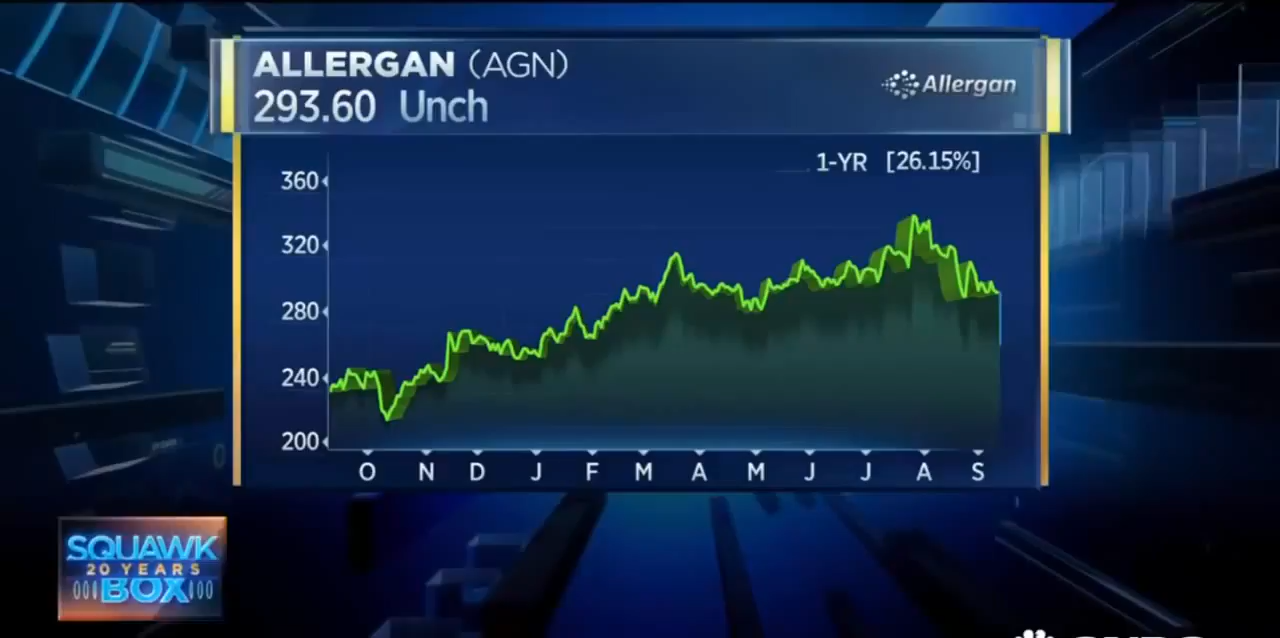 ALLERGAN (AGN)
293.60 Unch
Allergan
1-YR [26.15%]
360
320
280
240
200
O N D J F M A M J J A S
SQUAWK
20 YEARS
BOX